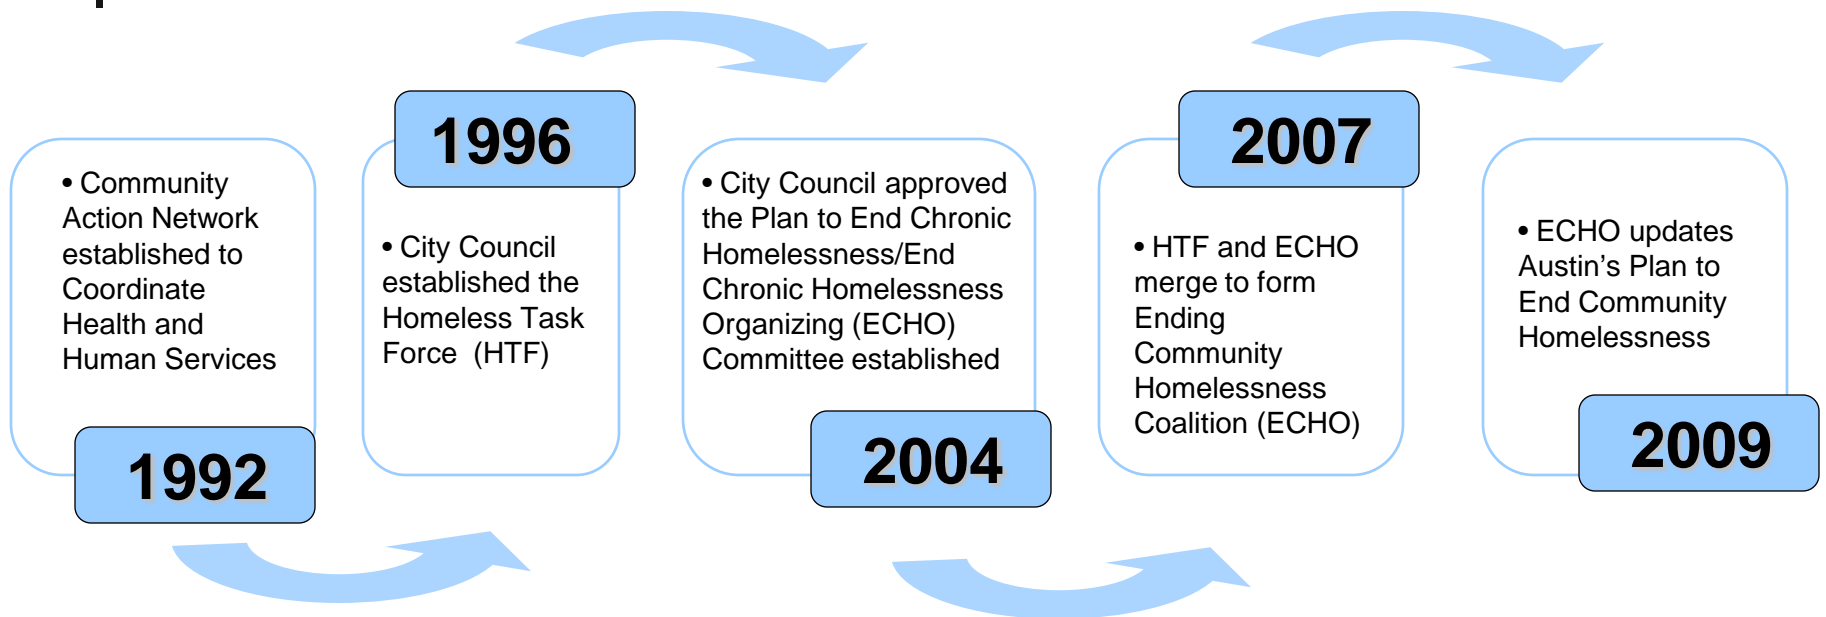 • Community
Action Network
established to
Coordinate
Health and
Human Services
1992
1996
• City Council
established the
Homeless Task
Force (HTF)
• City Council approved
the Plan to End Chronic
Homelessness/End
Chronic Homelessness
Organizing (ECHO)
Committee established
2004
2007
• HTF and ECHO
merge to form
Ending
Community
Homelessness
Coalition (ECHO)
• ECHO updates
Austin's Plan to
End Community
Homelessness
2009